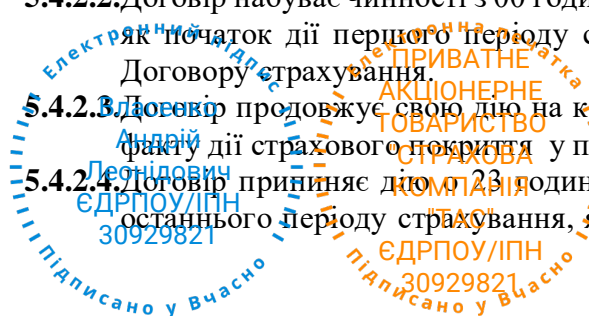 5.4.2.2. Договір набуває чинності з 00 годин
як початок дії першого періоду с
Договору страхування.
5.4.2.3. Договір продовжує свою дію на к
факту дії страхового покриття у п
5.4.2.4. Договір припиняє дію о 23 годин
останнього періоду страхування, я
Електронний підпис
Власенко
Андрій
Леонідович
ЄДРПОУ/ІПН
30929821
Підписано у Вчасно
Електронна печатка
ПРИВАТНЕ
АКЦІОНЕРНЕ
ТОВАРИСТВО
СТРАХОВА
КОМПАНІЯ
"ТАС"
ЄДРПОУ/ІПН
30929821
Підписано у Вчасно